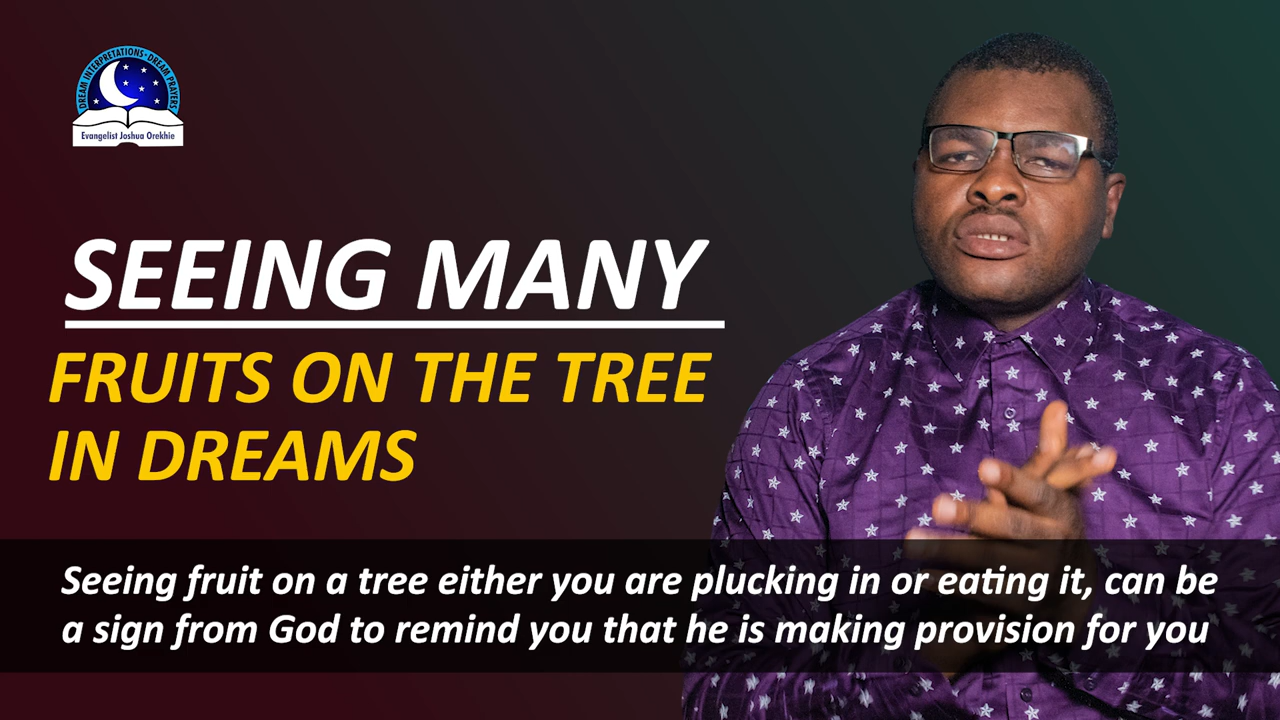 DREAM INTERPRETATIONS - DREAM PRAYERS
Evangelist Joshua Orekhie
SEEING MANY
FRUITS ON THE TREE
IN DREAMS
Seeing fruit on a tree either you are plucking in or eating it, can be
a sign from God to remind you that he is making provision for you